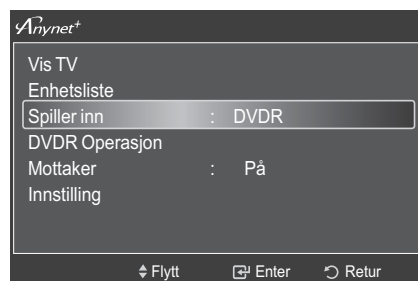 Anynet+
Vis TV
Enhetsliste
Spiller inn : DVDR
DVDR Operasjon
Mottaker : På
Innstilling
Flytt Enter Retur